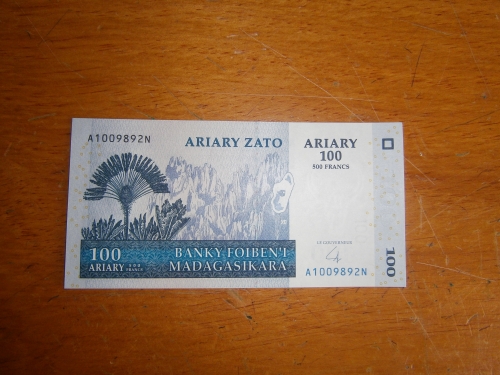 A1009892N
ARIARY ZATO
ARIARY
100
500 FRANCS
100
ARIARY
BANKY FOIBEN'I
MADAGASIKARA
A1009892N
100